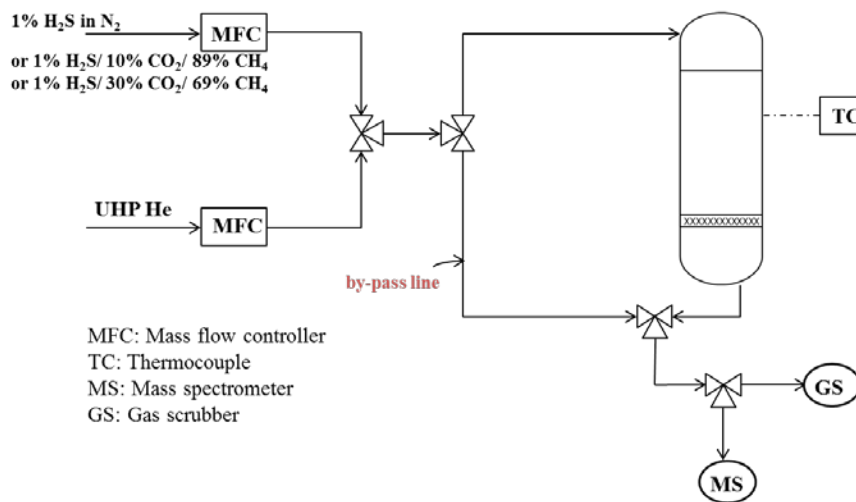 1% H₂S in N₂
MFC
or 1% H₂S/ 10% CO₂/ 89% CH₄
or 1% H₂S/ 30% CO₂/ 69% CH₄
TC
UHP He
MFC
XXXXXXXXXXXX
by-pass line
MFC: Mass flow controller
TC: Thermocouple
MS: Mass spectrometer
GS: Gas scrubber
GS
MS